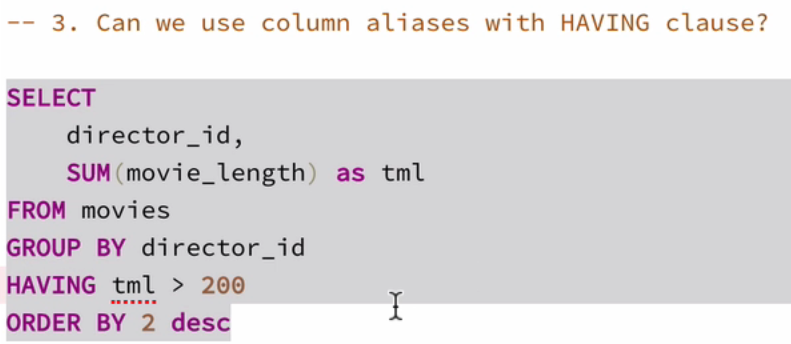 -- 3. Can we use column aliases with HAVING clause?
SELECT
director_id,
SUM(movie_length) as tml
FROM movies
GROUP BY director_id
HAVING tml > 200
ORDER BY 2 desc